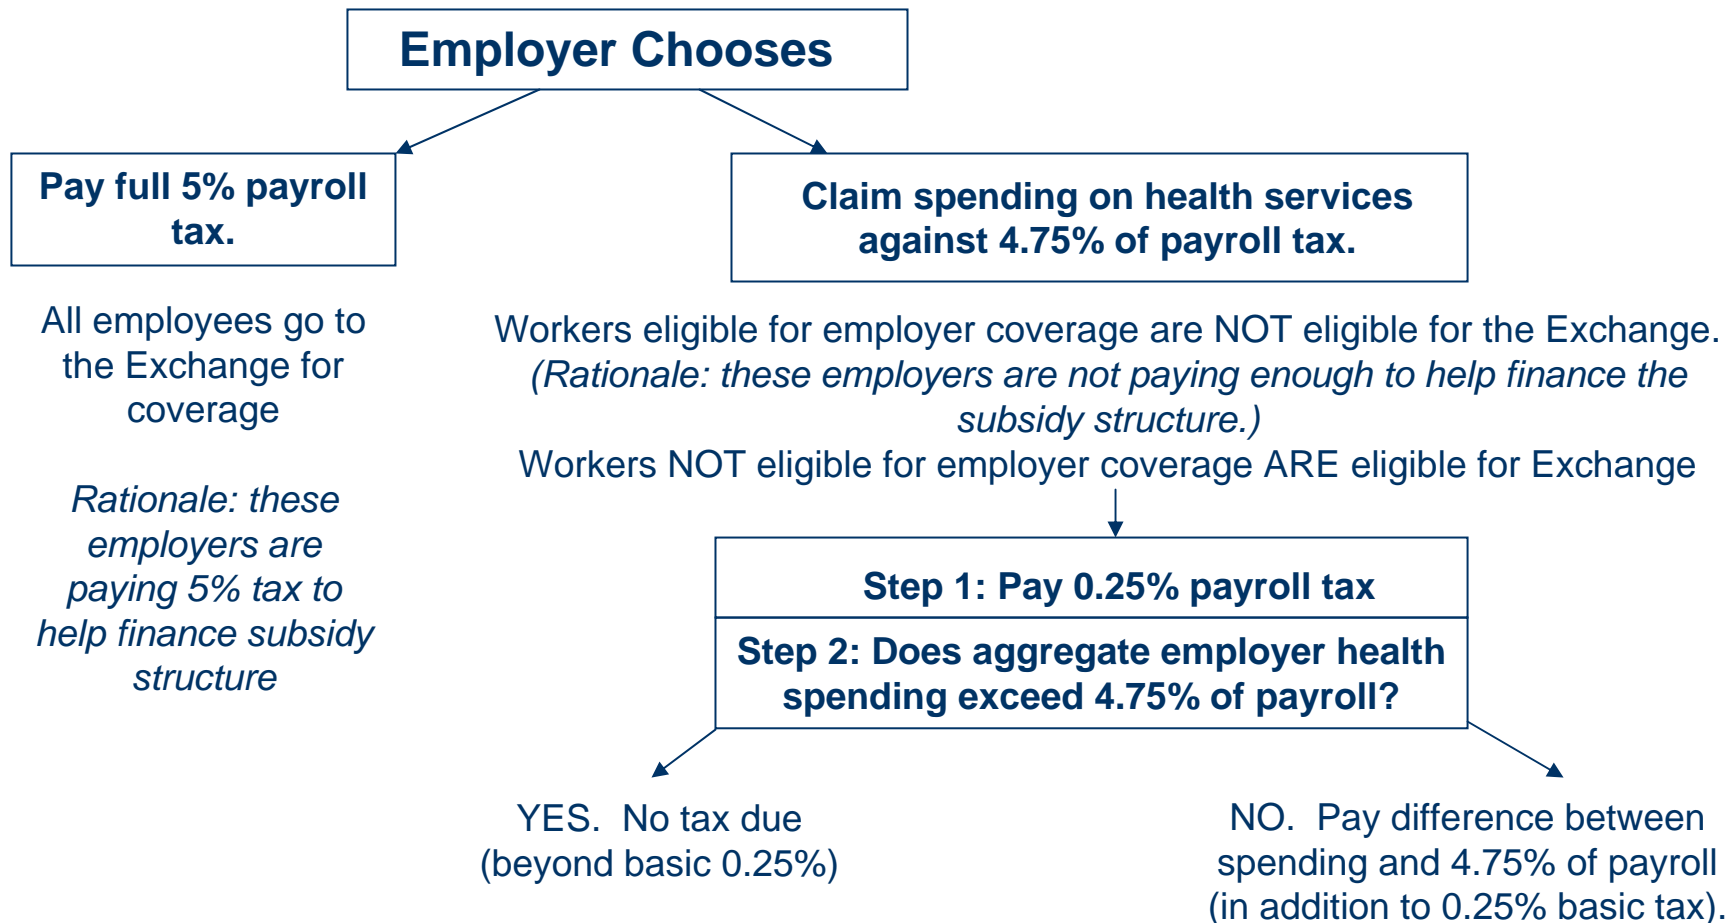 Employer Chooses
Pay full 5% payroll
tax.
All employees go to
the Exchange for
coverage
Rationale: these
employers are
paying 5% tax to
help finance subsidy
structure
Claim spending on health services
against 4.75% of payroll tax.
Workers eligible for employer coverage are NOT eligible for the Exchange.
(Rationale: these employers are not paying enough to help finance the
subsidy structure.)
Workers NOT eligible for employer coverage ARE eligible for Exchange
Step 1: Pay 0.25% payroll tax
Step 2: Does aggregate employer health
spending exceed 4.75% of payroll?
YES.  No tax due
(beyond basic 0.25%)
NO.  Pay difference between
spending and 4.75% of payroll
(in addition to 0.25% basic tax).